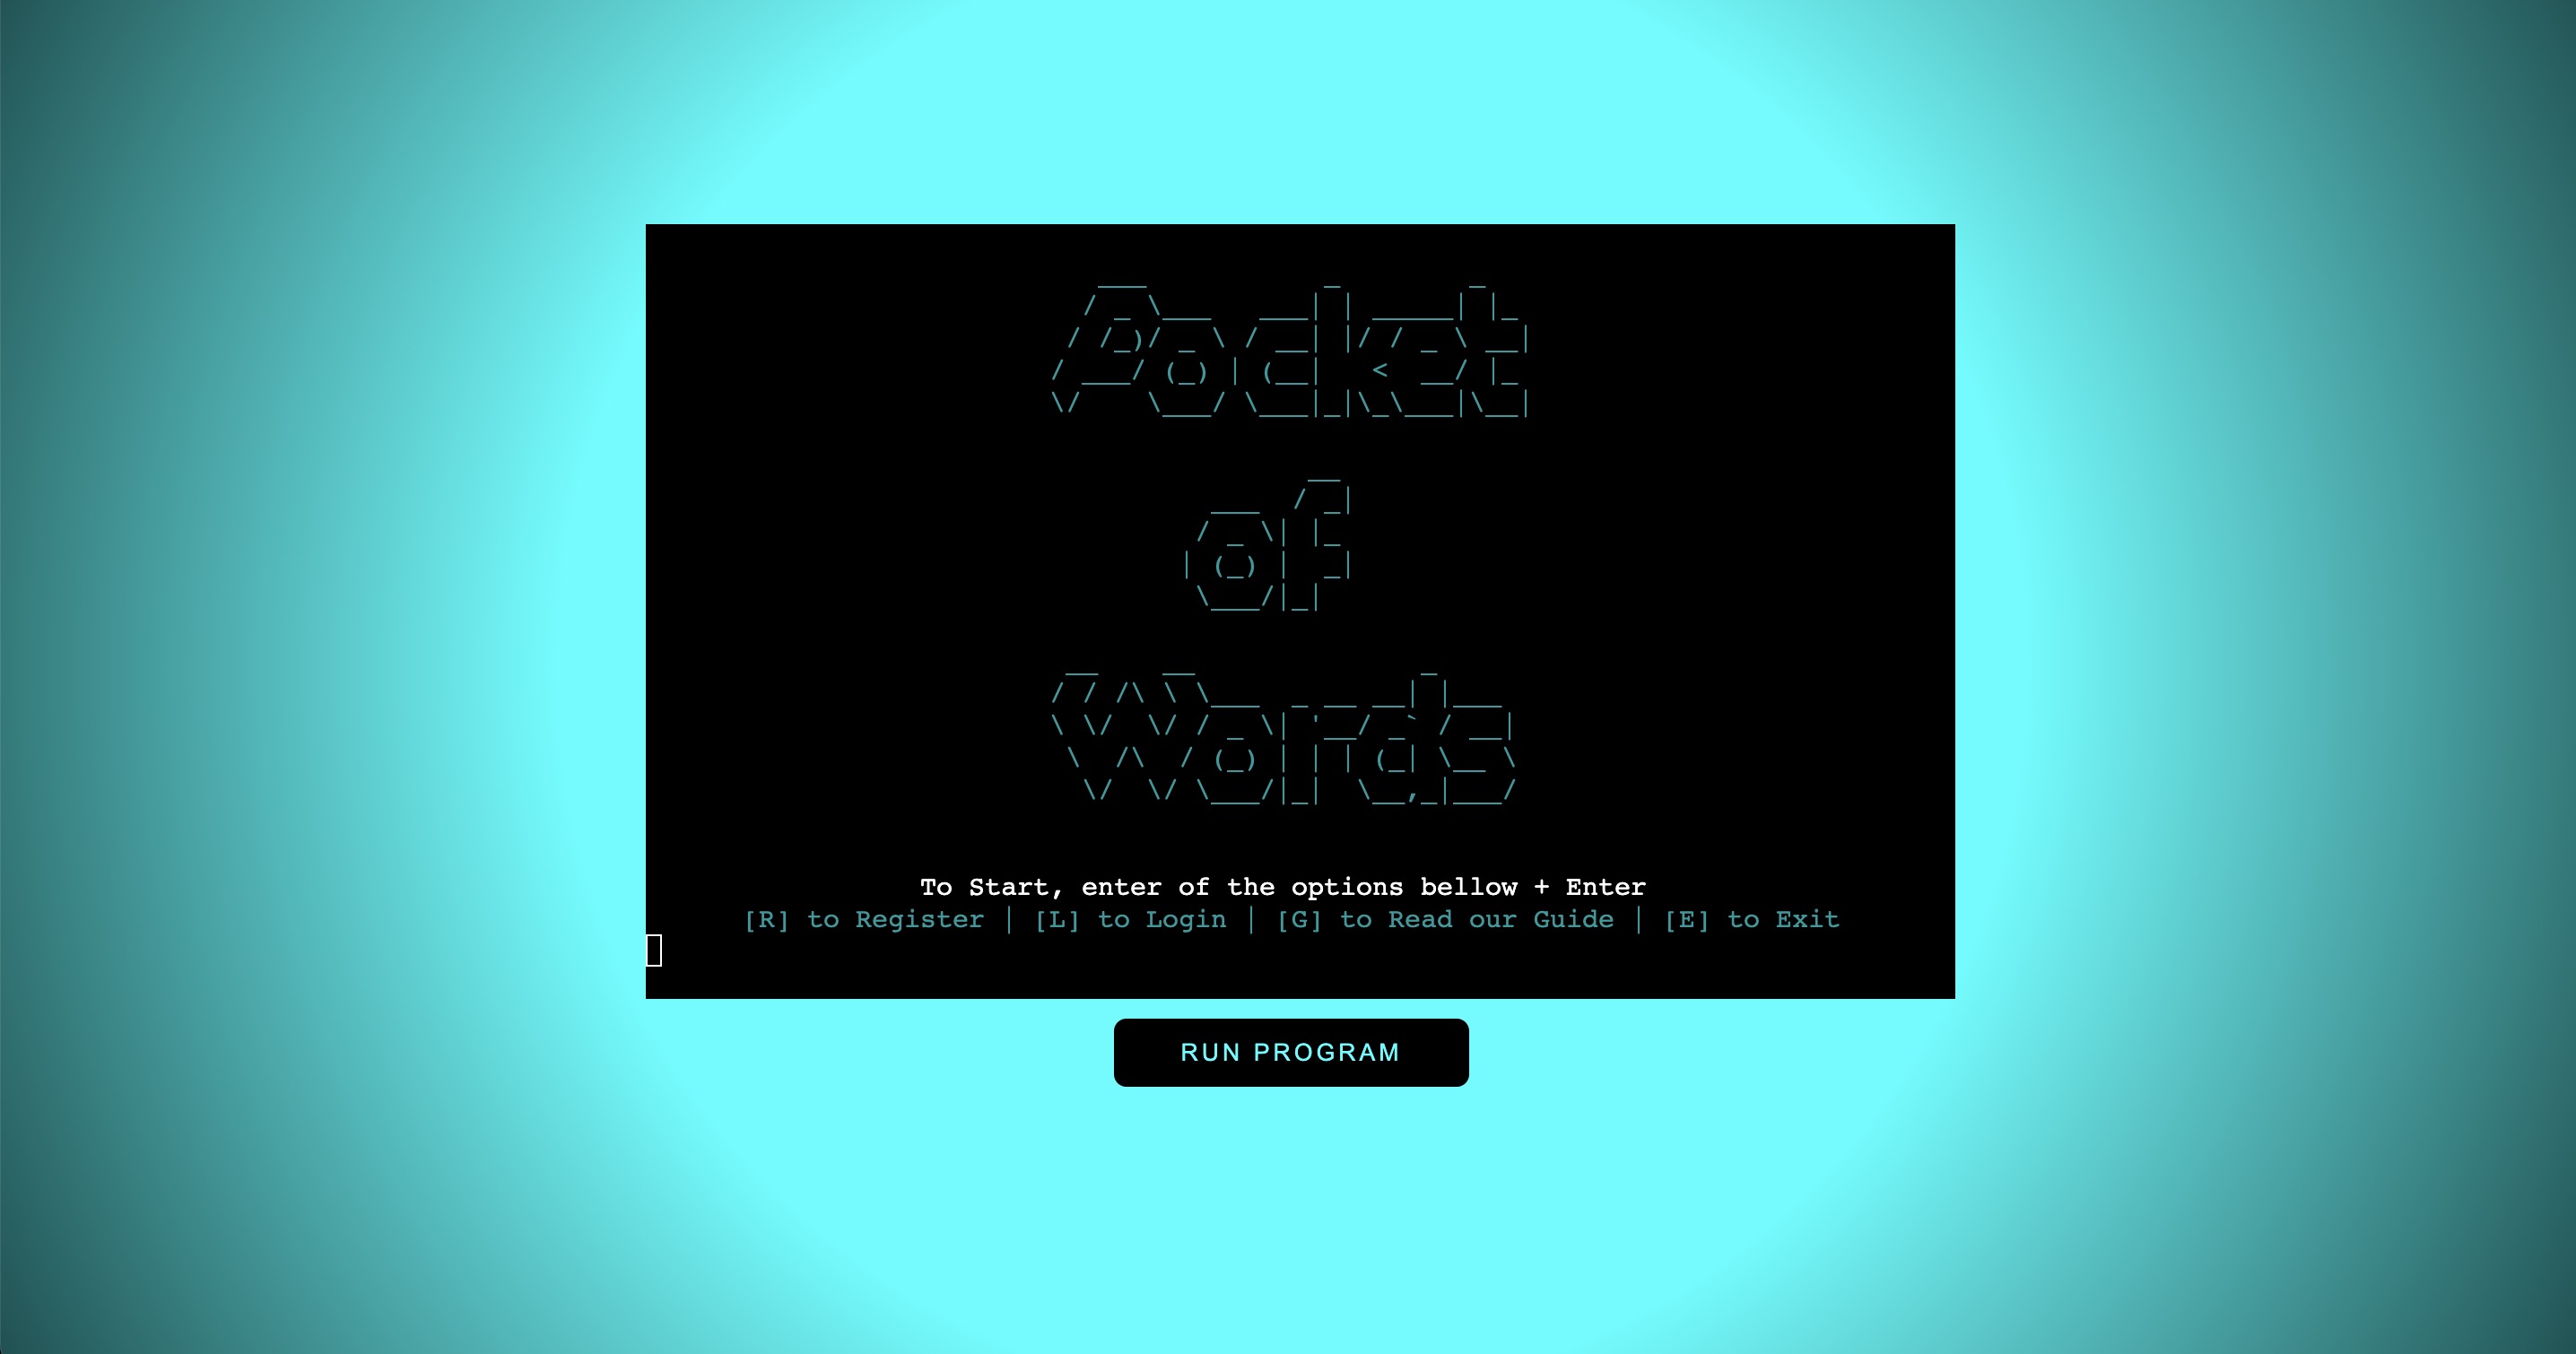 Pocket
of
Words
To Start, enter of the options bellow + Enter
[R] to Register | [L] to Login | [G] to Read our Guide | [E] to Exit
RUN PROGRAM